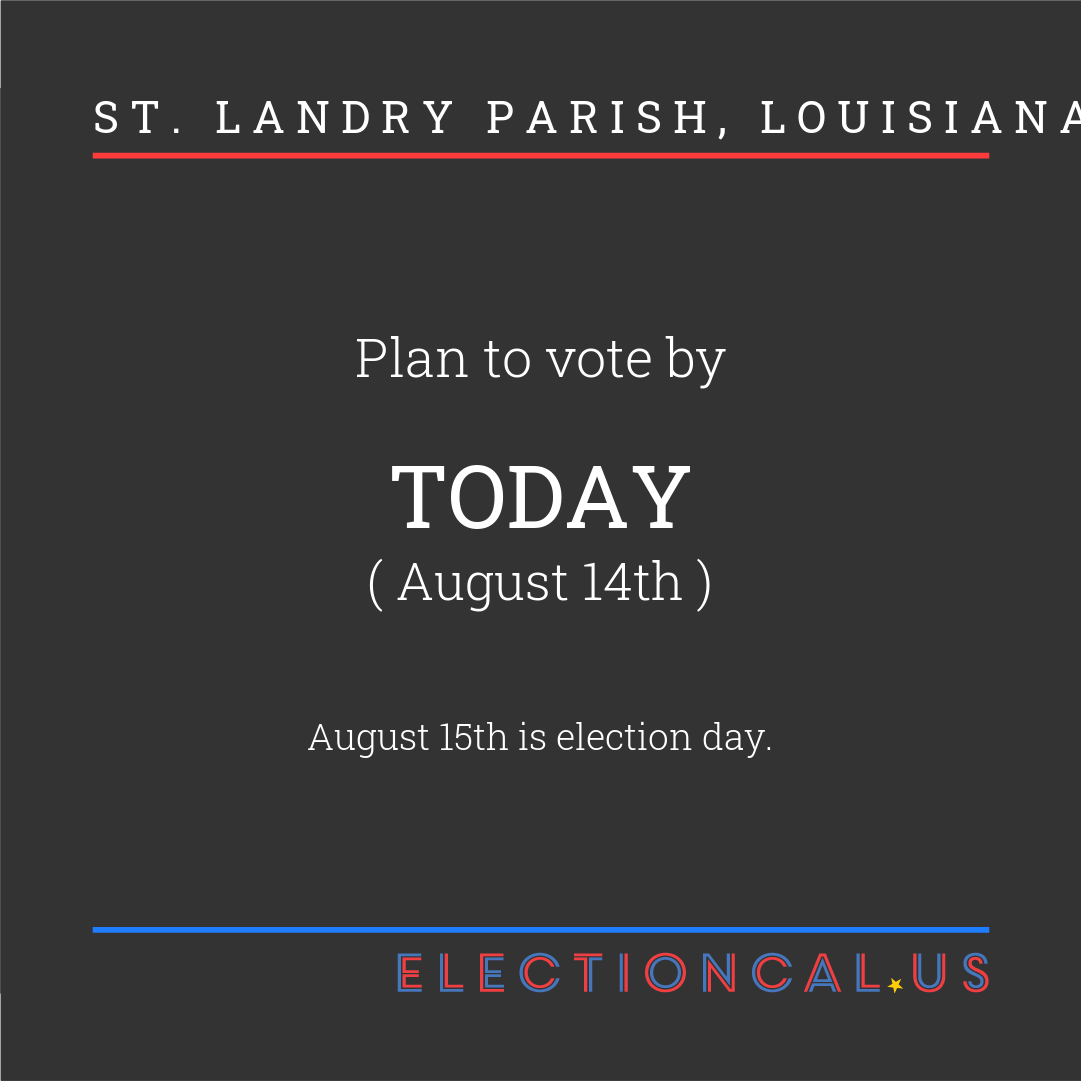 ST. LANDRY PARISH, LOUISIANA
Plan to vote by
TODAY
( August 14th )
August 15th is election day.
ELECTIONCAL.US